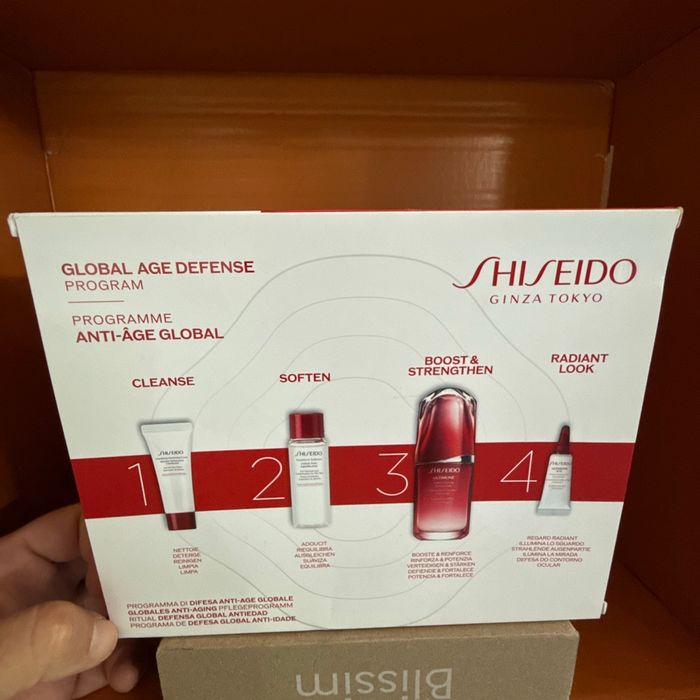 GLOBAL AGE DEFENSE
PROGRAM
PROGRAMME
ANTI-ÂGE GLOBAL
SHISEIDO
GINZA TOKYO
CLEANSE
SOFTEN
BOOST &
STRENGTHEN
RADIANT
LOOK
1
SHISEIDO
2
SHISEIDO
3
SHISEIDO
ULTIMUNE
4
SHISEIDO
ULTIMUNE
NETTOIE
DETERGE
REINIGEN
LIMPIA
LIMPA
ADOUCIT
RIEQUILIBRA
AUSGLEICHEN
SUAVIZA
EQUILIBRA
BOOSTE & RENFORCE
RINFORZA & POTENZIA
VERTEIDIGEN & STÄRKEN
DEFIENDE & FORTALECE
POTENCIA & FORTALECE
REGARD RADIANT
ILLUMINA LO SGUARDO
STRAHLENDE AUGENPARTIE
ILUMINA LA MIRADA
DEFESA DO CONTORNO
OCULAR
PROGRAMMA DI DIFESA ANTI-AGE GLOBALE
GLOBALES ANTI-AGING PFLEGEPROGRAMM
RITUAL DEFENSA GLOBAL ANTIEDAD
PROGRAMA DE DEFESA GLOBAL ANTI-IDADE
Blissim